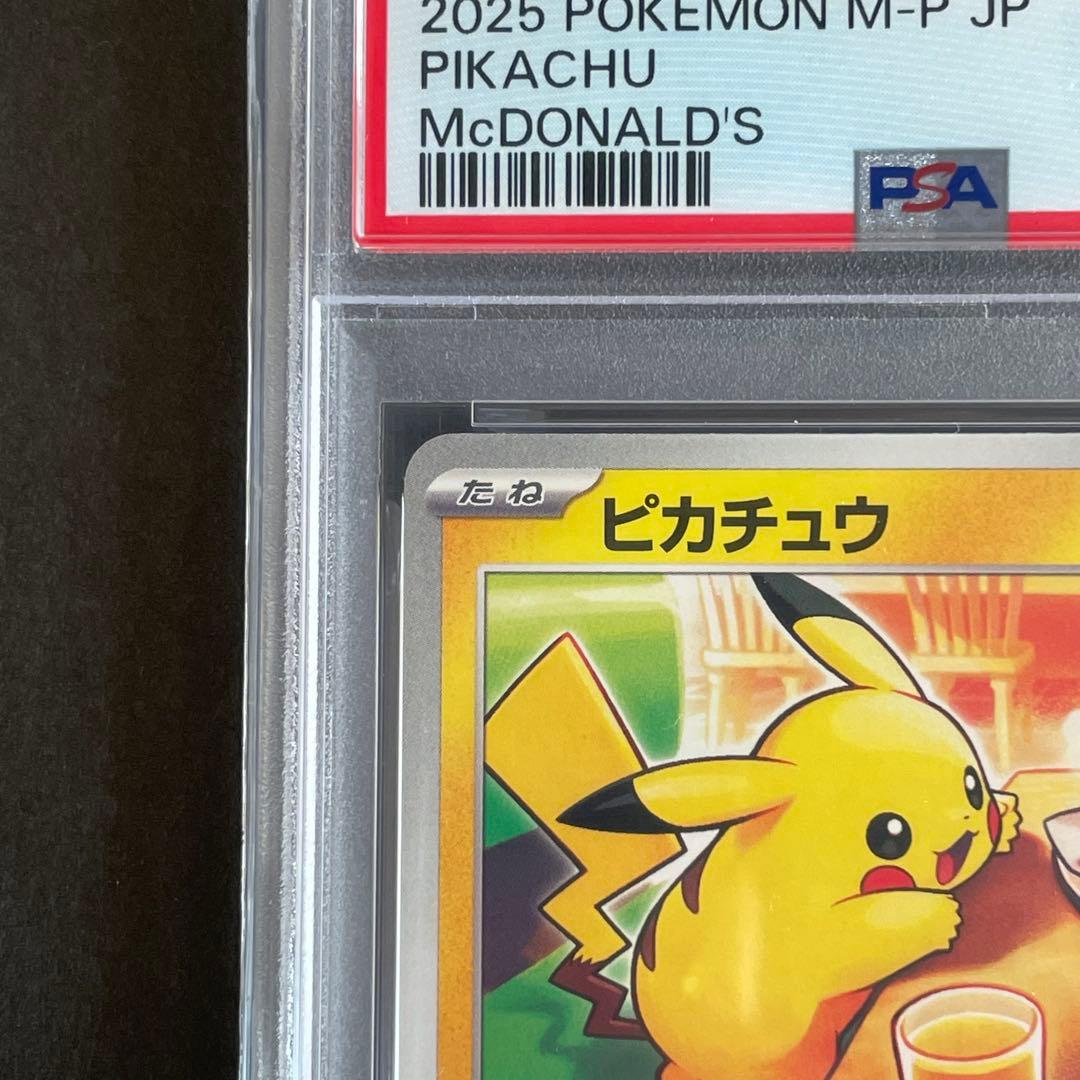 2025 POKEMON M-P JP
PIKACHU
McDONALD'S
PSA
たね
ピカチュウ